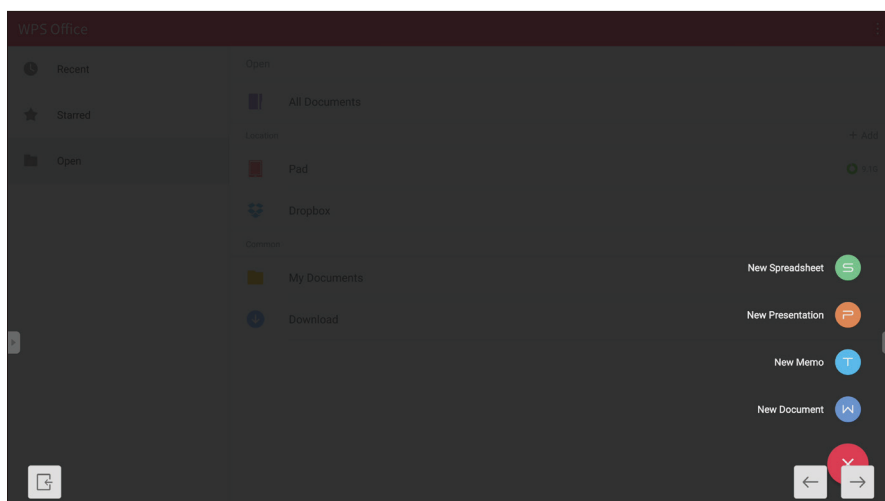 WPS Office
Recent
Starred
Open
Open
All Documents
Location
+ Add
Pad
Dropbox
Common
My Documents
Download
New Spreadsheet
S
New Presentation
P
New Memo
T
New Document
W